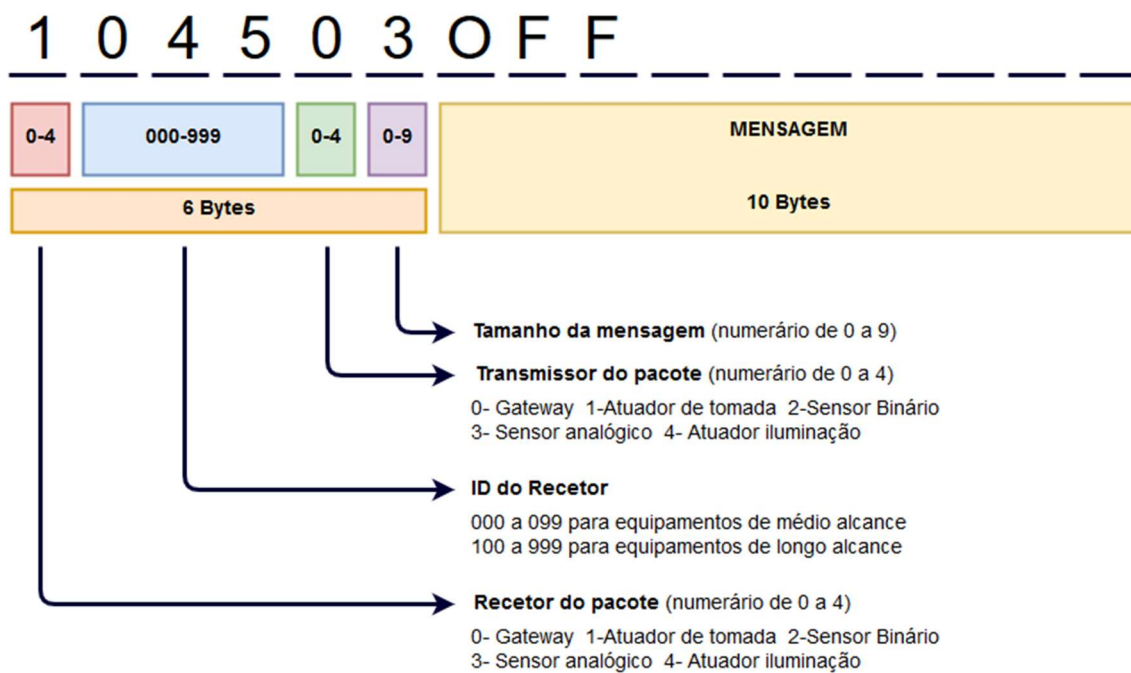 1 0 4 5 0 3 O F F
0-4 000-999 0-4 0-9 MENSAGEM
6 Bytes 10 Bytes
Tamanho da mensagem (numerário de 0 a 9)
Transmissor do pacote (numerário de 0 a 4)
0- Gateway 1-Atuador de tomada 2-Sensor Binário
3- Sensor analógico 4- Atuador iluminação
ID do Recetor
000 a 099 para equipamentos de médio alcance
100 a 999 para equipamentos de longo alcance
Recetor do pacote (numerário de 0 a 4)
0- Gateway 1-Atuador de tomada 2-Sensor Binário
3- Sensor analógico 4- Atuador iluminação